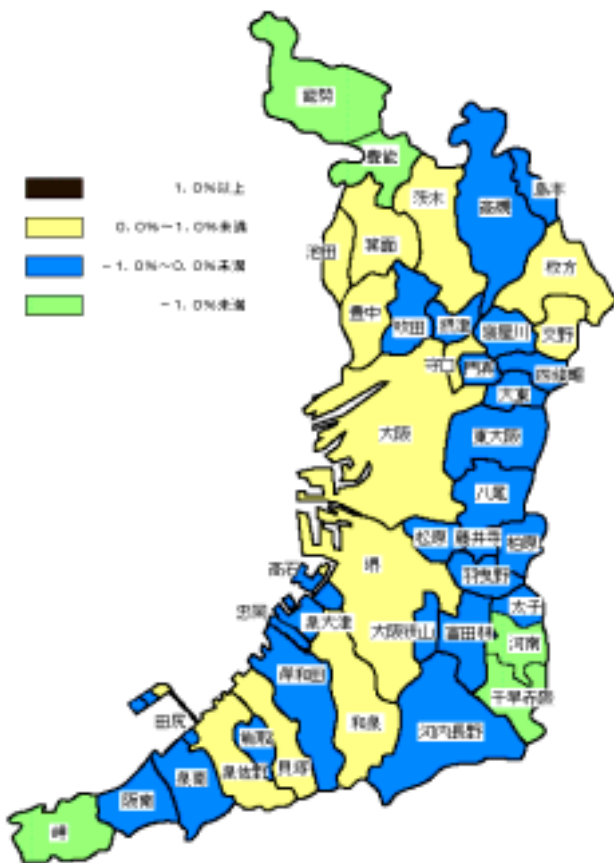 能勢
豊能
1.0%以上
茨木
高槻
島本
0.0%~1.0%未満
池田
箕面
枚方
-1.0%~0.0%未満
豊中
吹田
摂津
寝屋川
交野
-1.0%未満
守口
門真
四條畷
大東
大阪
東大阪
八尾
松原
藤井寺
柏原
堺
羽曳野
高石
太子
忠岡
泉大津
大阪狭山
富田林
河南
岸和田
千早赤阪
和泉
河内長野
田尻
熊取
泉佐野
貝塚
泉南
阪南
岬